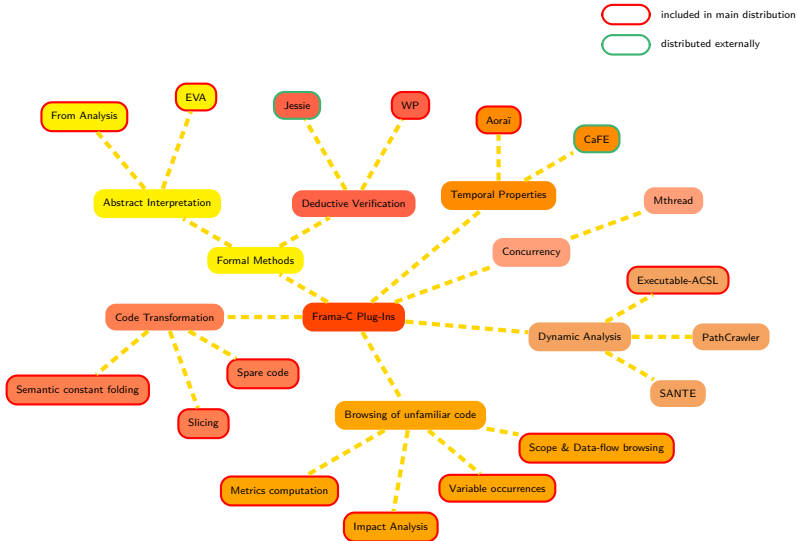 included in main distribution
distributed externally
EVA
From Analysis
Jessie
WP
Aoraï
CaFE
Abstract Interpretation
Deductive Verification
Temporal Properties
Mthread
Formal Methods
Concurrency
Executable-ACSL
Code Transformation
Frama-C Plug-Ins
Dynamic Analysis
PathCrawler
Semantic constant folding
Spare code
SANTE
Slicing
Browsing of unfamiliar code
Scope & Data-flow browsing
Metrics computation
Variable occurrences
Impact Analysis